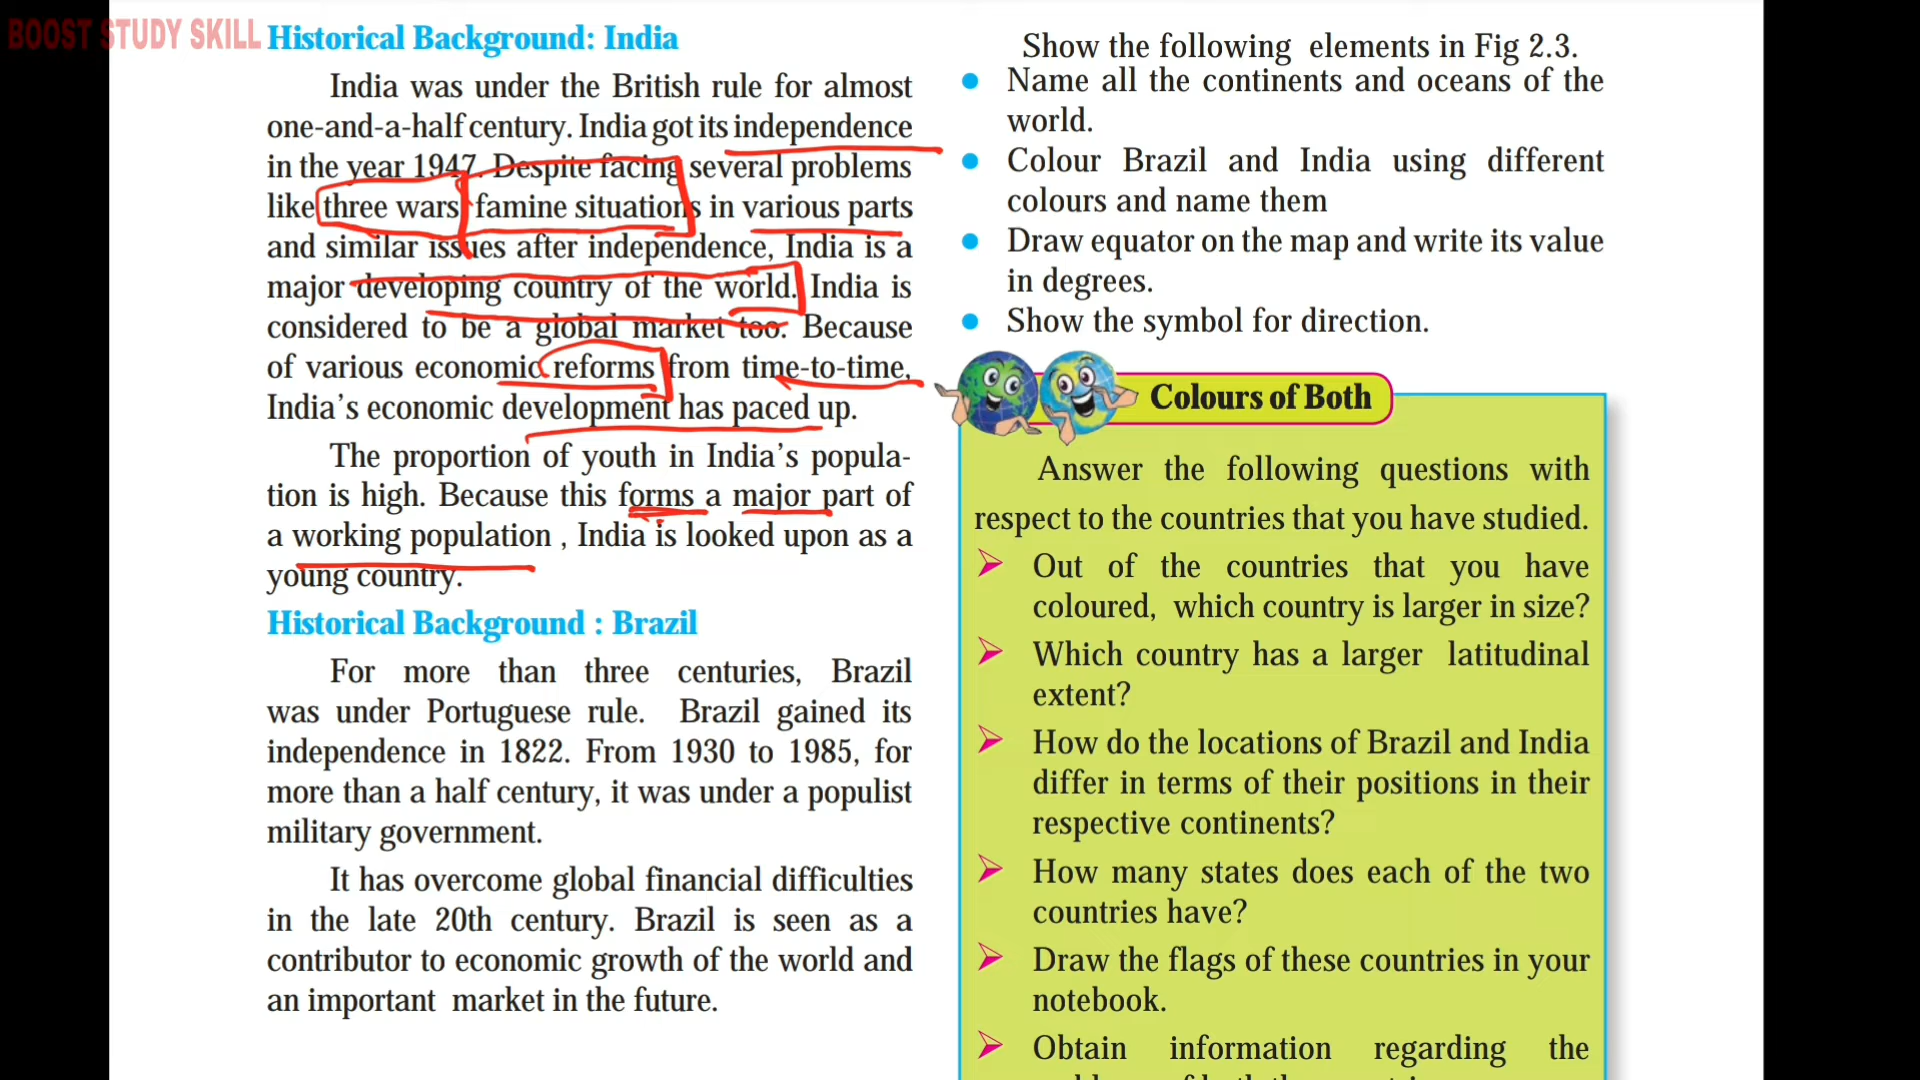 BOOST STUDY SKILL
Historical Background: India
India was under the British rule for almost
one-and-a-half century. India got its independence
in the year 1947. Despite facing several problems
like three wars, famine situations in various parts
and similar issues after independence, India is a
major developing country of the world. India is
considered to be a global market too. Because
of various economic reforms from time-to-time,
India’s economic development has paced up.
The proportion of youth in India’s popula-
tion is high. Because this forms a major part of
a working population , India is looked upon as a
young country.
Historical Background : Brazil
For more than three centuries, Brazil
was under Portuguese rule. Brazil gained its
independence in 1822. From 1930 to 1985, for
more than a half century, it was under a populist
military government.
It has overcome global financial difficulties
in the late 20th century. Brazil is seen as a
contributor to economic growth of the world and
an important market in the future.
Show the following elements in Fig 2.3.
Name all the continents and oceans of the
world.
Colour Brazil and India using different
colours and name them
Draw equator on the map and write its value
in degrees.
Show the symbol for direction.
Colours of Both
Answer the following questions with
respect to the countries that you have studied.
Out of the countries that you have
coloured, which country is larger in size?
Which country has a larger latitudinal
extent?
How do the locations of Brazil and India
differ in terms of their positions in their
respective continents?
How many states does each of the two
countries have?
Draw the flags of these countries in your
notebook.
Obtain information regarding the